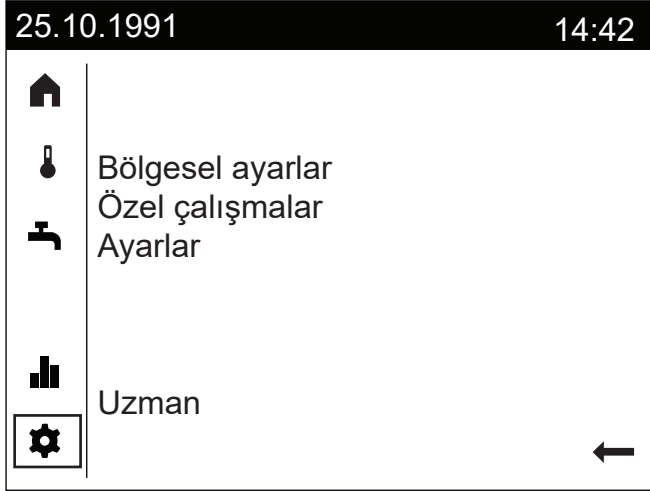 25.10.1991 14:42
Bölgesel ayarlar
Özel çalışmalar
Ayarlar
Uzman